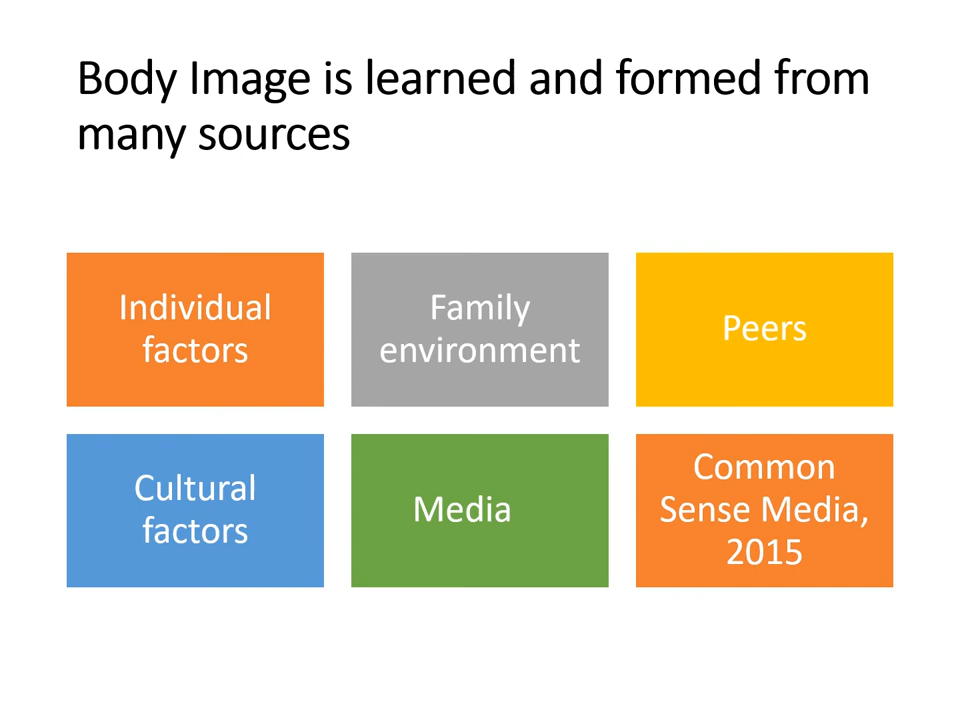 Body Image is learned and formed from
many sources
Individual
factors
Family
environment
Peers
Cultural
factors
Media
Common
Sense Media,
2015